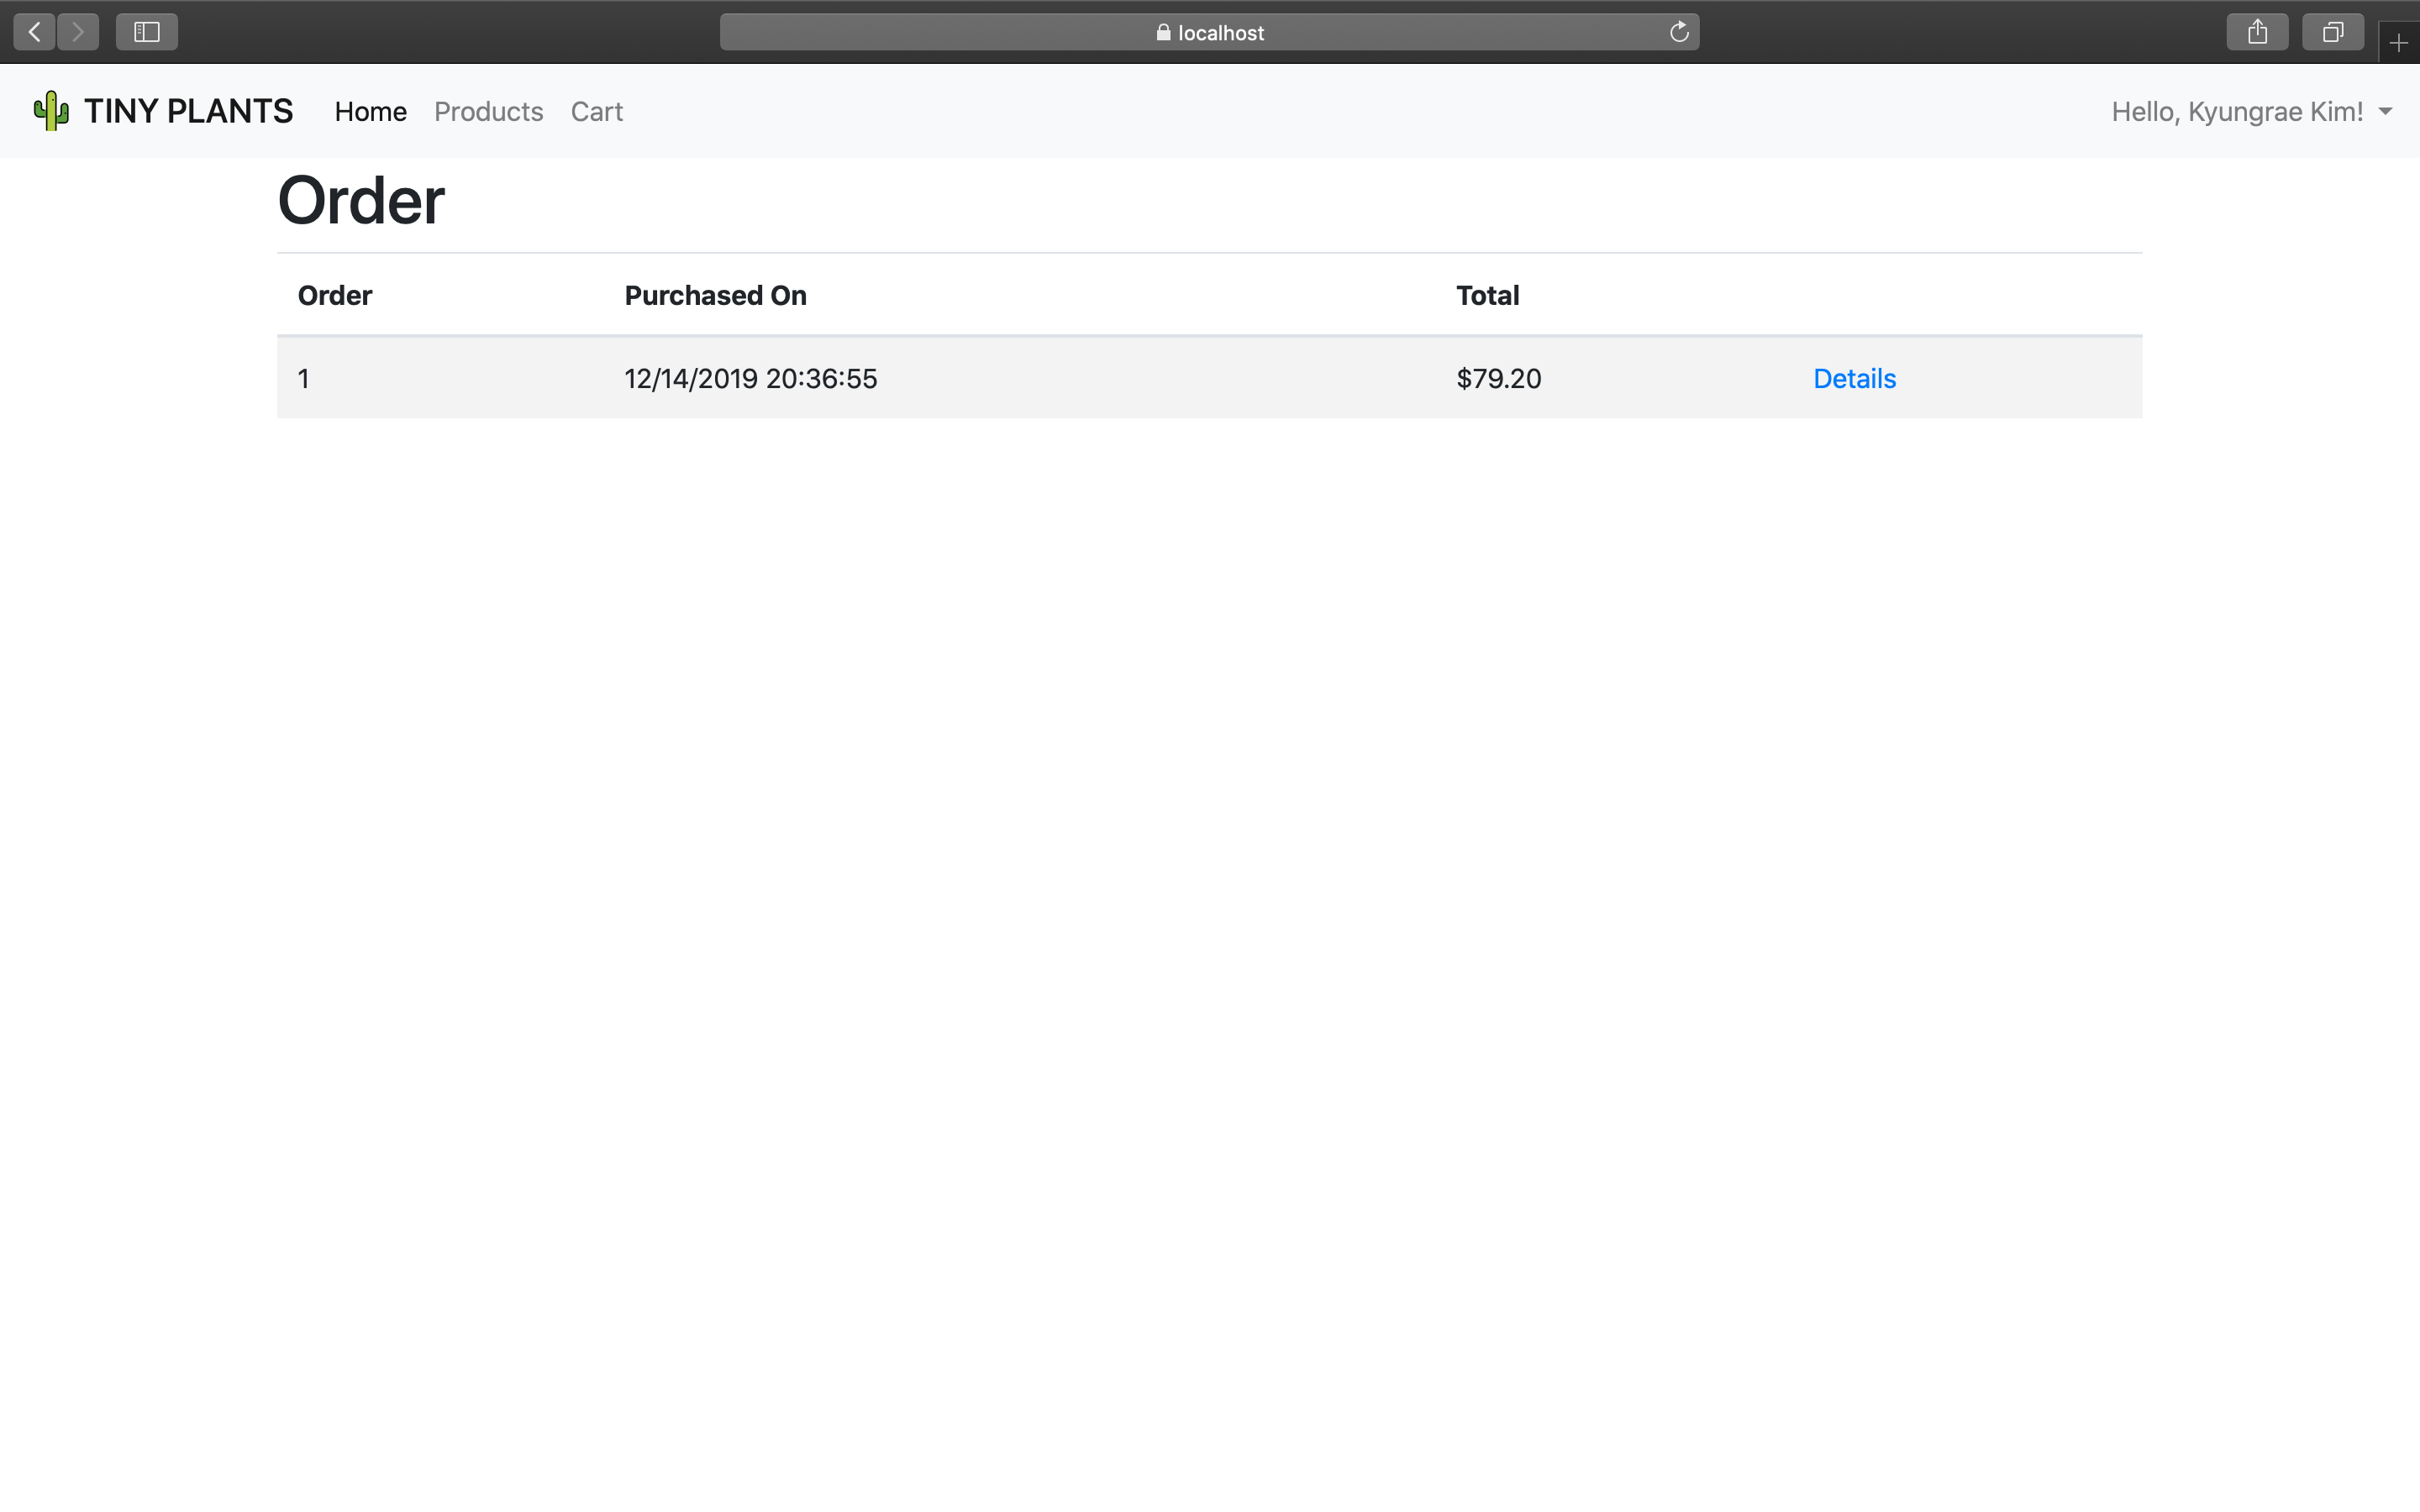 localhost
TINY PLANTS Home Products Cart Hello, Kyungrae Kim!
Order
Order Purchased On Total
1 12/14/2019 20:36:55 $79.20 Details